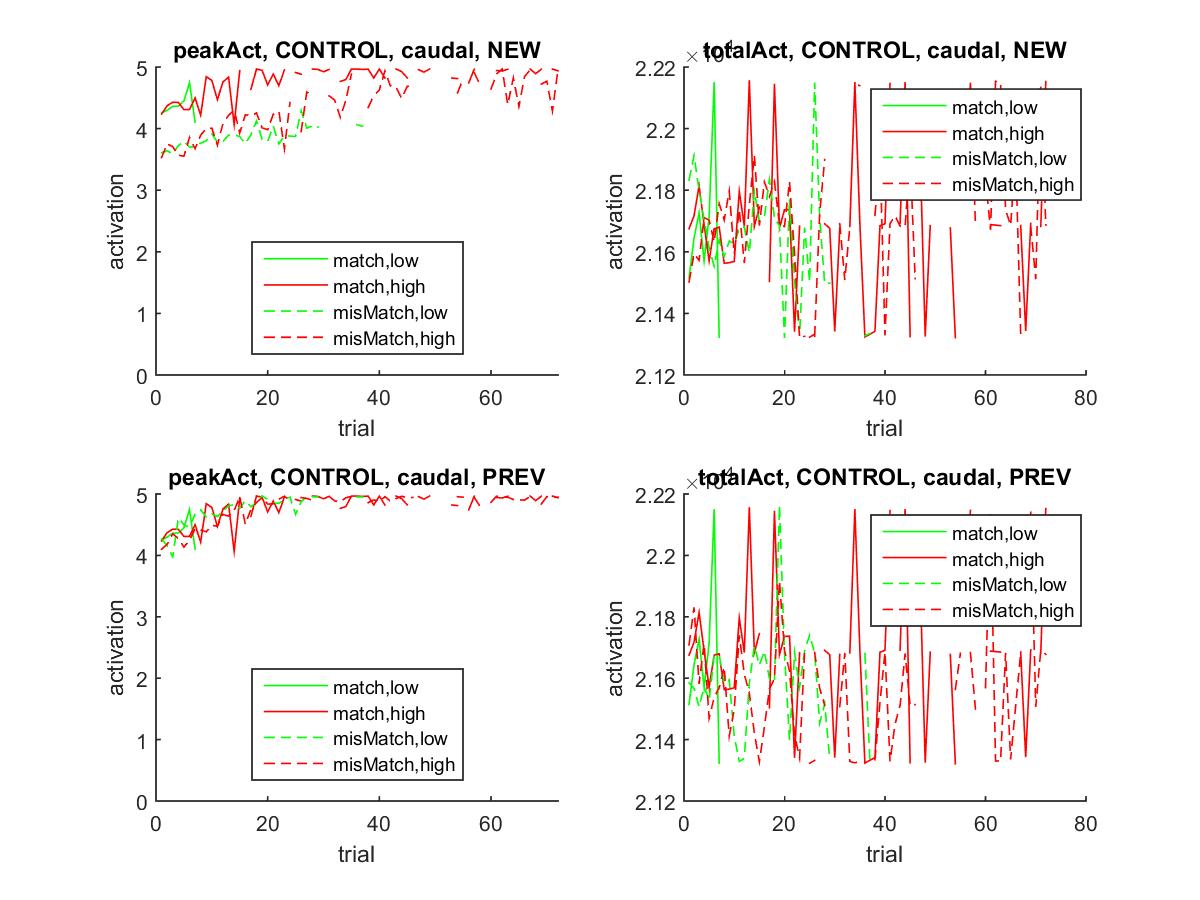 peakAct, CONTROL, caudal, NEW
5
4
3
2
1
0
activation
match,low
match,high
misMatch,low
misMatch,high
0 20 40 60
trial
totalAct, CONTROL, caudal, NEW
2.22
2.2
2.18
2.16
2.14
2.12
activation
match,low
match,high
misMatch,low
misMatch,high
0 20 40 60 80
trial
peakAct, CONTROL, caudal, PREV
5
4
3
2
1
0
activation
match,low
match,high
misMatch,low
misMatch,high
0 20 40 60
trial
totalAct, CONTROL, caudal, PREV
2.22
2.2
2.18
2.16
2.14
2.12
activation
match,low
match,high
misMatch,low
misMatch,high
0 20 40 60 80
trial